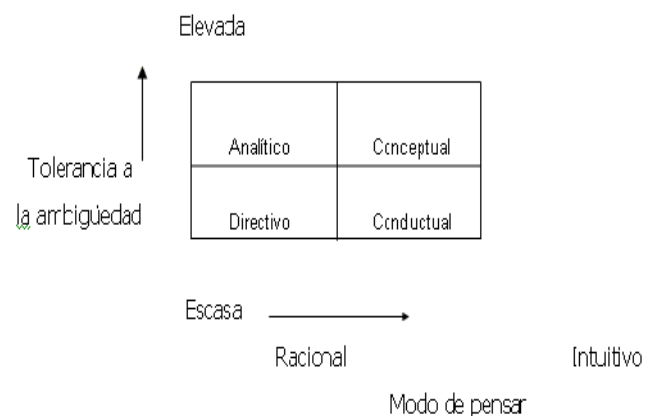 Elevada
Analítico Conceptual
Tolerancia a
la ambigüedad
Directivo Conductual
Escasa
Racional Intuitivo
Modo de pensar